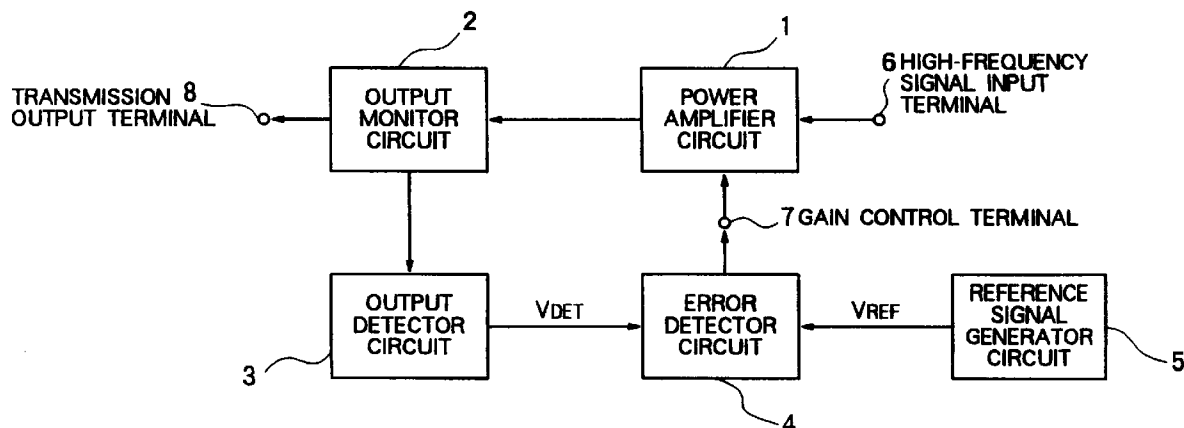 2
1
TRANSMISSION 8
OUTPUT TERMINAL
OUTPUT
MONITOR
CIRCUIT
POWER
AMPLIFIER
CIRCUIT
6 HIGH-FREQUENCY
SIGNAL INPUT
TERMINAL
7 GAIN CONTROL TERMINAL
OUTPUT
DETECTOR
CIRCUIT
VDET
ERROR
DETECTOR
CIRCUIT
VREF
REFERENCE
SIGNAL
GENERATOR
CIRCUIT
3
4
5